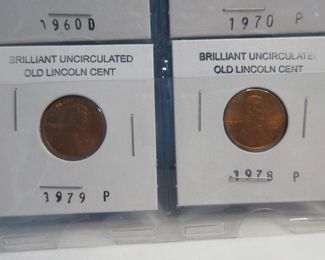 1960 D
1970 P
BRILLIANT UNCIRCULATED
OLD LINCOLN CENT
1979 P
BRILLIANT UNCIRCULATED
OLD LINCOLN CENT
1978 P